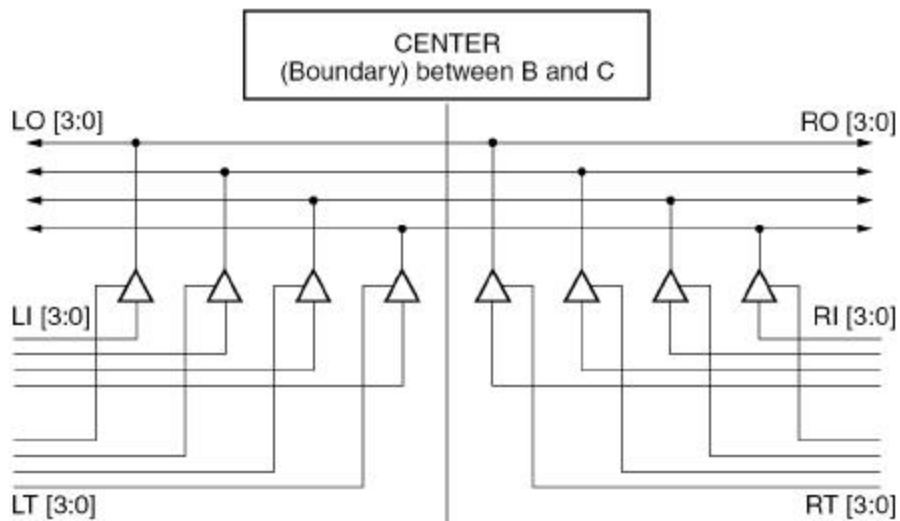 CENTER
(Boundary) between B and C
LO [3:0]
RO [3:0]
LI [3:0]
RI [3:0]
LT [3:0]
RT [3:0]